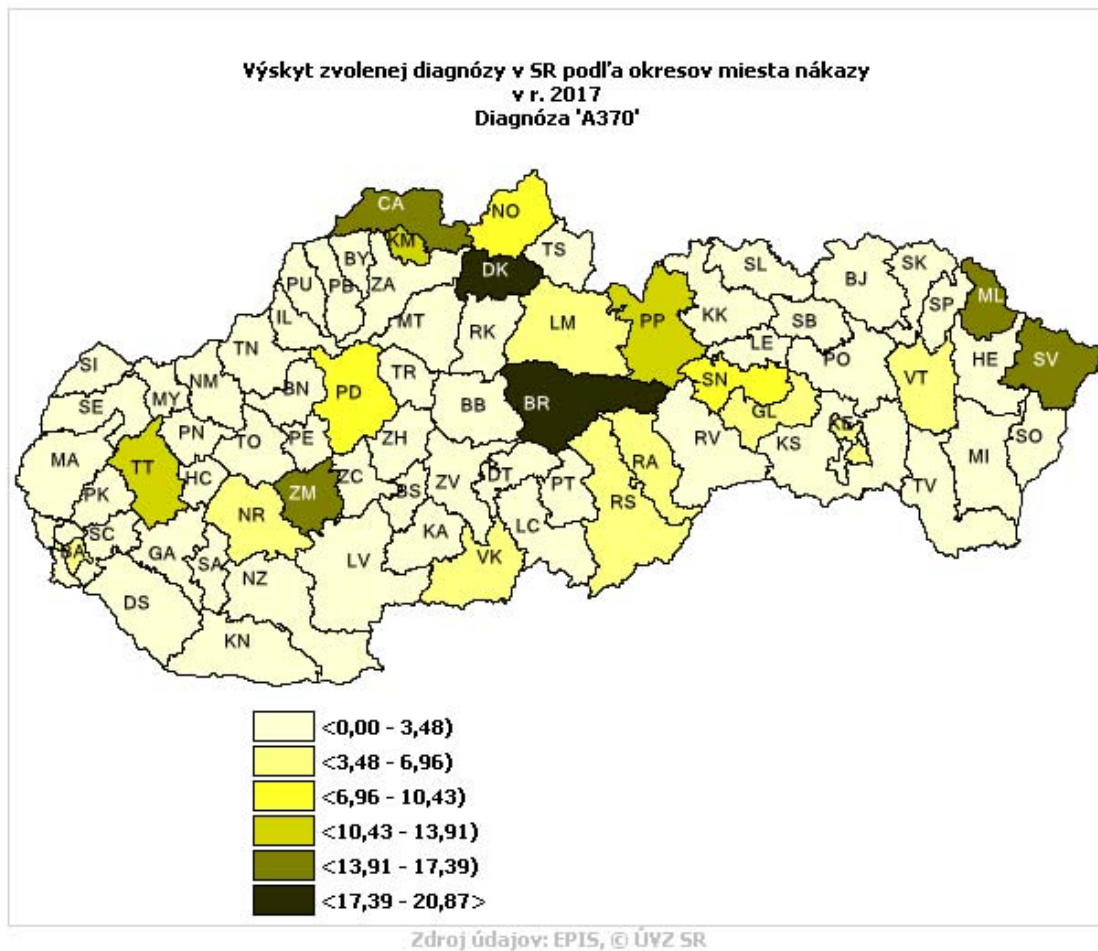 Výskyt zvolenej diagnózy v SR podľa okresov miesta nákazy
v r. 2017
Diagnóza 'A370'
CA
NO
KM
TS
BY
DK
SL
SK
PU
PB
ZA
BJ
SP
ML
IL
MT
RK
LM
PP
KK
SB
TN
LE
PO
HE
SV
SI
NM
BN
PD
TR
SN
VT
SE
MY
BB
BR
GL
PN
TO
PE
ZH
KE
SO
MA
TT
RV
KS
HC
ZM
ZC
DT
RA
MI
PK
BS
ZV
PT
TV
NR
RS
SC
KA
LC
BA
GA
SA
LV
VK
NZ
DS
KN
<0,00 - 3,48)
<3,48 - 6,96)
<6,96 - 10,43)
<10,43 - 13,91)
<13,91 - 17,39)
<17,39 - 20,87>
Zdroj údajov: EPIS, © ÚVZ SR